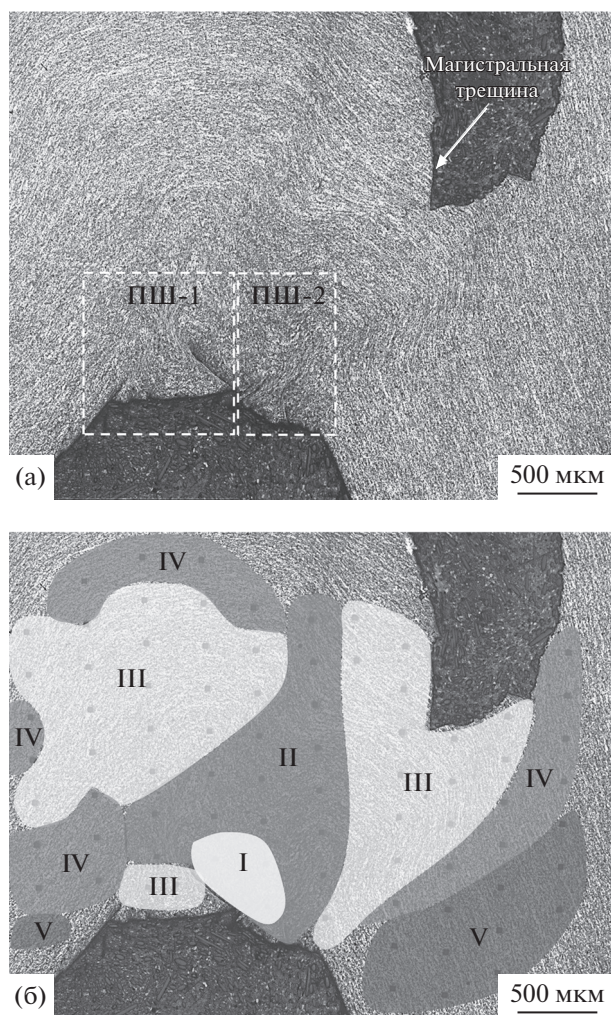 Магистральная
трещина
ПШ-1 ПШ-2
(а)
500 мкм
IV
III
IV
II
III
IV
IV
I
III
V
V
(б)
500 мкм